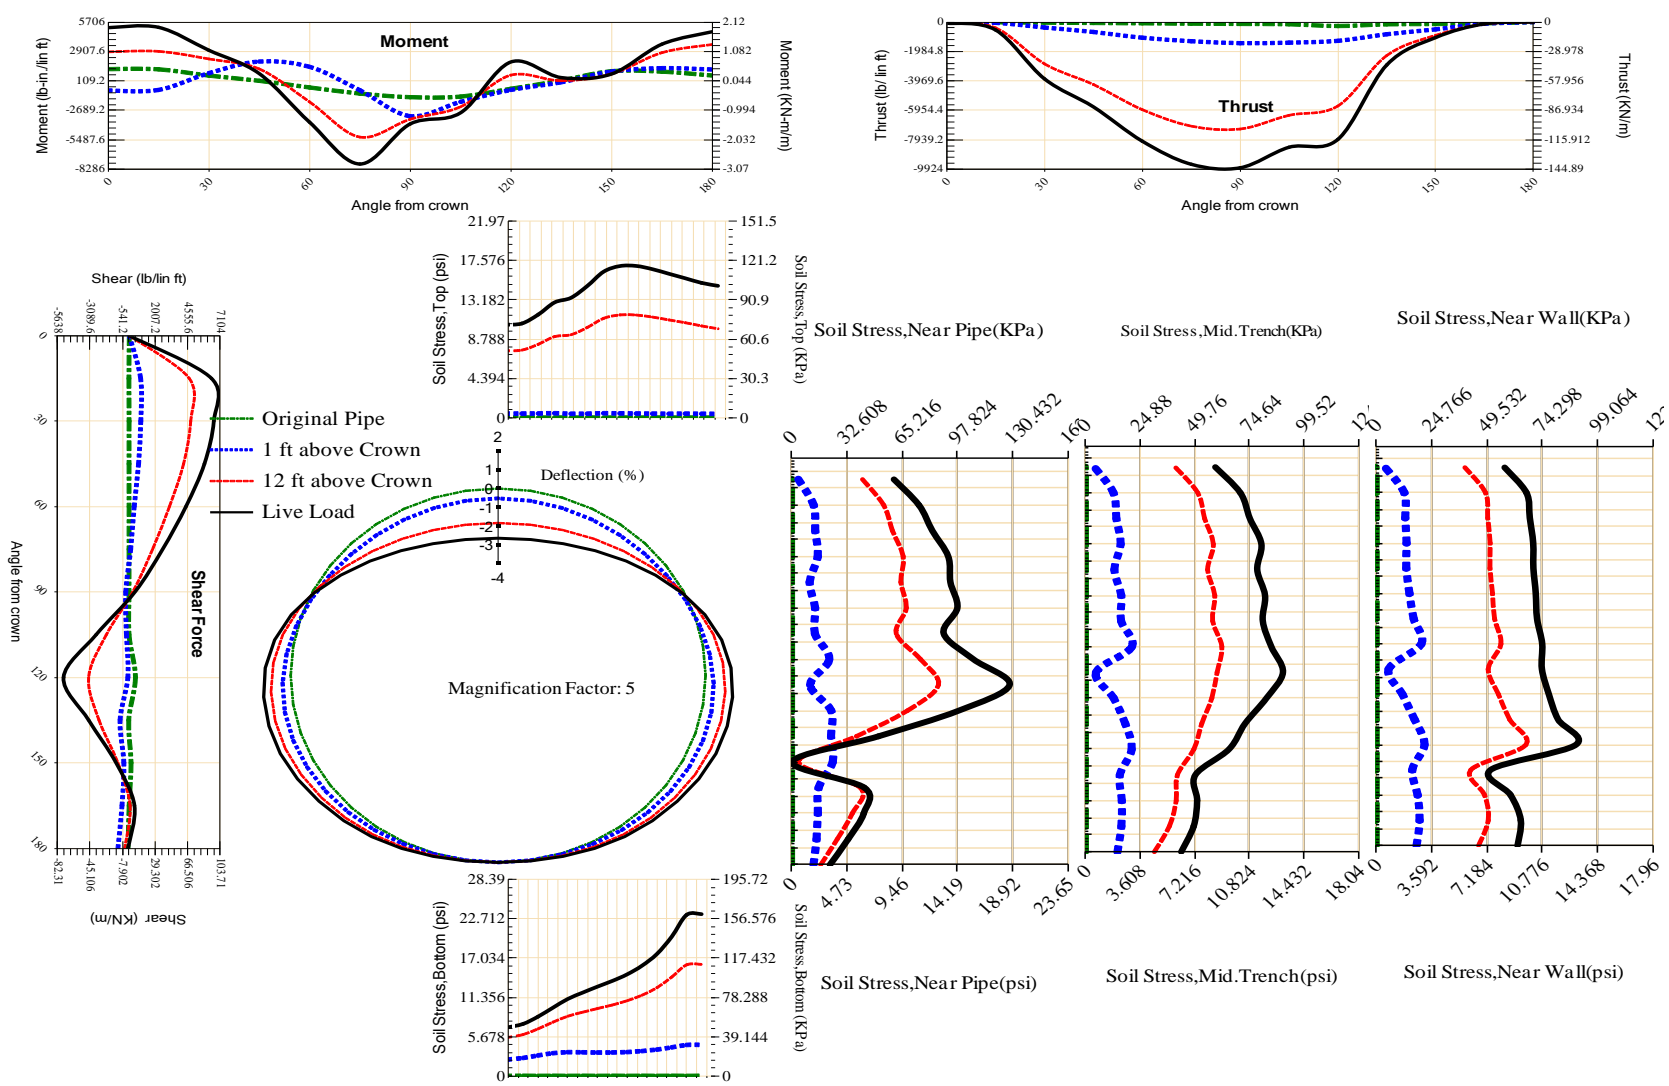 5706
2907.6
109.2
-2689.2
-5487.6
-8286
Moment (lb-in./lin ft)
Moment
2.12
1.082
0.044
-0.994
-2.032
-3.07
Moment (KN-m/m)
0 30 60 90 120 150 180
Angle from crown
0
-1984.8
-3969.6
-5954.4
-7939.2
-9924
Thrust (lb/ lin ft)
Thrust
0
-28.978
-57.956
-86.934
-115.912
-144.89
Thrust (KN/m)
0 30 60 90 120 150 180
Angle from crown
21.97
17.576
13.182
8.788
4.394
0
Soil Stress,Top (psi)
151.5
121.2
90.9
60.6
30.3
0
Soil Stress,Top (KPa)
Shear (lb/lin ft)
-5638 -3089.6 -541.2 2007.2 4555.6 7104
0
30
60
90
120
150
180
Angle from crown
Shear Force
-82.31 -45.106 -7.902 29.302 66.506 103.71
Shear (KN/m)
Original Pipe
1 ft above Crown
12 ft above Crown
Live Load
2
1
0
-1
-2
-3
-4
Deflection (%)
Magnification Factor: 5
28.39
22.712
17.034
11.356
5.678
0
Soil Stress,Bottom (psi)
195.72
156.576
117.432
78.288
39.144
0
Soil Stress,Bottom (KPa)
Soil Stress,Near Pipe(KPa)
0 32.608 65.216 97.824 130.432
0 4.73 9.46 14.19 18.92 23.65
Soil Stress,Near Pipe(psi)
Soil Stress,Mid.Trench(KPa)
0 24.88 49.76 74.64 99.52
0 3.608 7.216 10.824 14.432 18.04
Soil Stress,Mid.Trench(psi)
Soil Stress,Near Wall(KPa)
0 24.766 49.532 74.298 99.064
0 3.592 7.184 10.776 14.368 17.96
Soil Stress,Near Wall(psi)